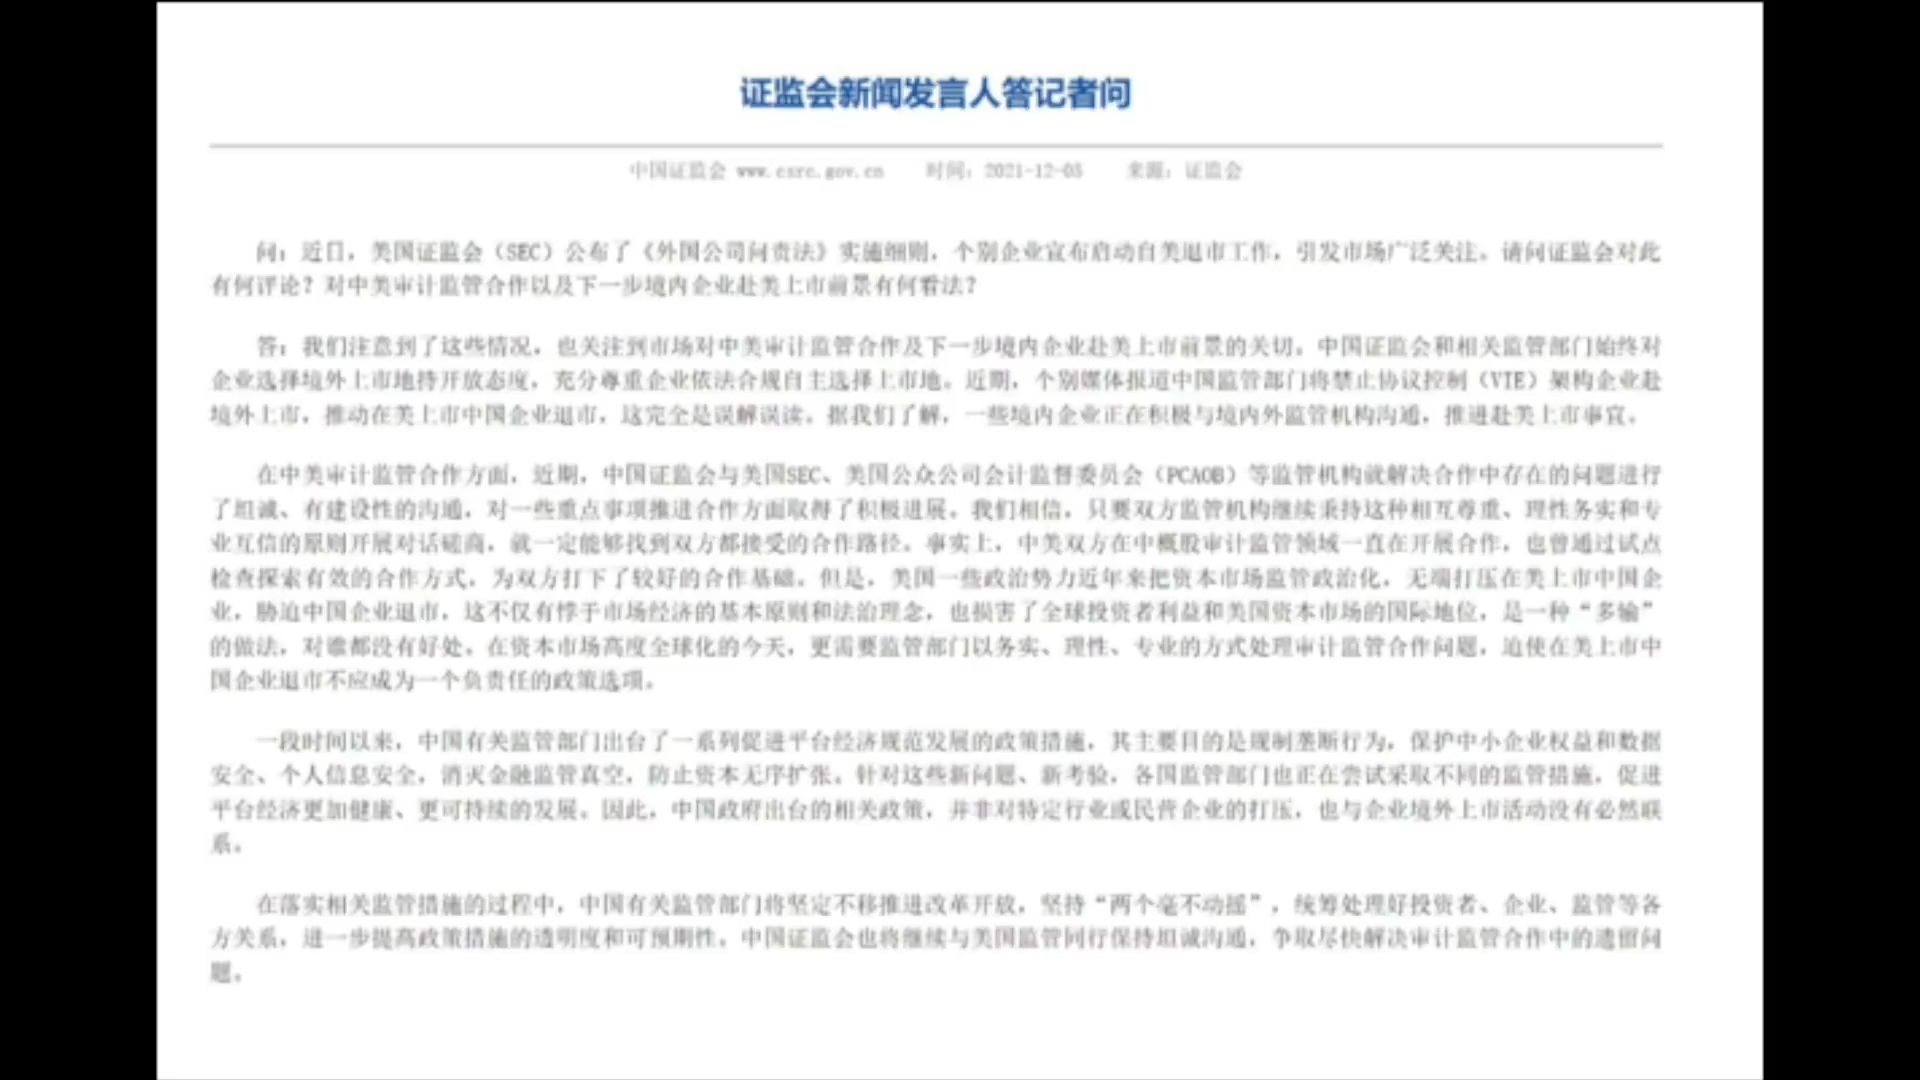 证监会新闻发言人答记者问
中国证监会 www.csrc.gov.cn 时间：2021-12-05 来源：证监会
问：近日，美国证监会（SEC）公布了《外国公司问责法》实施细则，个别企业宣布启动自美退市工作，引发市场广泛关注。请问证监会对此
有何评论？对中美审计监管合作以及下一步境内企业赴美上市前景有何看法？
答：我们注意到了这些情况，也关注到市场对中美审计监管合作及下一步境内企业赴美上市前景的关切。中国证监会和相关监管部门始终对
企业选择境外上市地持开放态度，充分尊重企业依法合规自主选择上市地。近期，个别媒体报道中国监管部门将禁止协议控制（VIE）架构企业赴
境外上市，推动在美上市中国企业退市，这完全是误解误读。据我们了解，一些境内企业正在积极与境内外监管机构沟通，推进赴美上市事宜。
在中美审计监管合作方面，近期，中国证监会与美国SEC、美国公众公司会计监督委员会（PCAOB）等监管机构就解决合作中存在的问题进行
了坦诚、有建设性的沟通，对一些重点事项推进合作方面取得了积极进展。我们相信，只要双方监管机构继续秉持这种相互尊重、理性务实和专
业互信的原则开展对话磋商，就一定能够找到双方都接受的合作路径。事实上，中美双方在中概股审计监管领域一直在开展合作，也曾通过试点
检查探索有效的合作方式，为双方打下了较好的合作基础。但是，美国一些政治势力近年来把资本市场监管政治化，无端打压在美上市中国企
业，胁迫中国企业退市，这不仅有悖于市场经济的基本原则和法治理念，也损害了全球投资者利益和美国资本市场的国际地位，是一种“多输”
的做法，对谁都没有好处。在资本市场高度全球化的今天，更需要监管部门以务实、理性、专业的方式处理审计监管合作问题，迫使在美上市中
国企业退市不应成为一个负责任的政策选项。
一段时间以来，中国有关监管部门出台了一系列促进平台经济规范发展的政策措施，其主要目的是规制垄断行为，保护中小企业权益和数据
安全、个人信息安全，消灭金融监管真空，防止资本无序扩张。针对这些新问题、新考验，各国监管部门也正在尝试采取不同的监管措施，促进
平台经济更加健康、更可持续的发展。因此，中国政府出台的相关政策，并非对特定行业或民营企业的打压，也与企业境外上市活动没有必然联
系。
在落实相关监管措施的过程中，中国有关监管部门将坚定不移推进改革开放，坚持“两个毫不动摇”，统筹处理好投资者、企业、监管等各
方关系，进一步提高政策措施的透明度和可预期性。中国证监会也将继续与美国监管同行保持坦诚沟通，争取尽快解决审计监管合作中的遗留问
题。